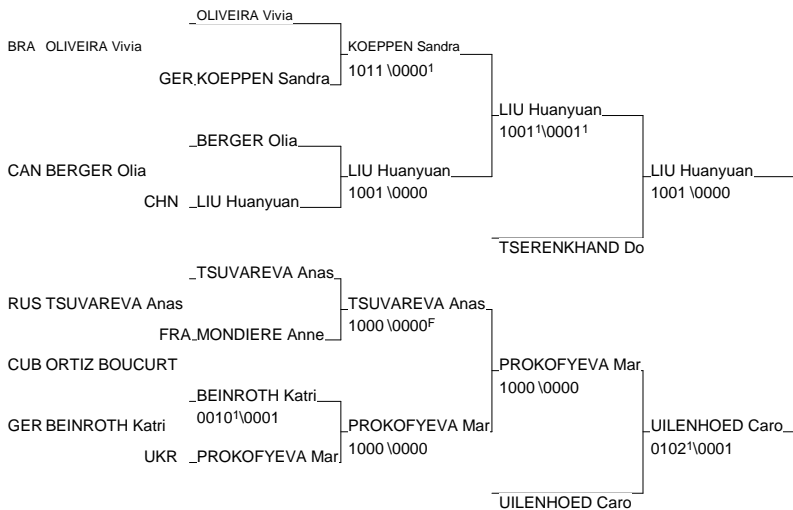 OLIVEIRA Vivia
BRA OLIVEIRA Vivia
KOEPPEN Sandra
1011 \0000¹
GER KOEPPEN Sandra
LIU Huanyuan
1001¹\0001¹
BERGER Olia
CAN BERGER Olia
LIU Huanyuan
1001 \0000
LIU Huanyuan
1001 \0000
CHN LIU Huanyuan
TSERENKHAND Do
TSUVAREVA Anas
RUS TSUVAREVA Anas
TSUVAREVA Anas
1000 \0000F
FRA MONDIERE Anne
CUB ORTIZ BOUCURT
PROKOFYEVA Mar
1000 \0000
BEINROTH Katri
0010¹\0001
GER BEINROTH Katri
PROKOFYEVA Mar
1000 \0000
UILENHOED Caro
0102¹\0001
UKR PROKOFYEVA Mar
UILENHOED Caro